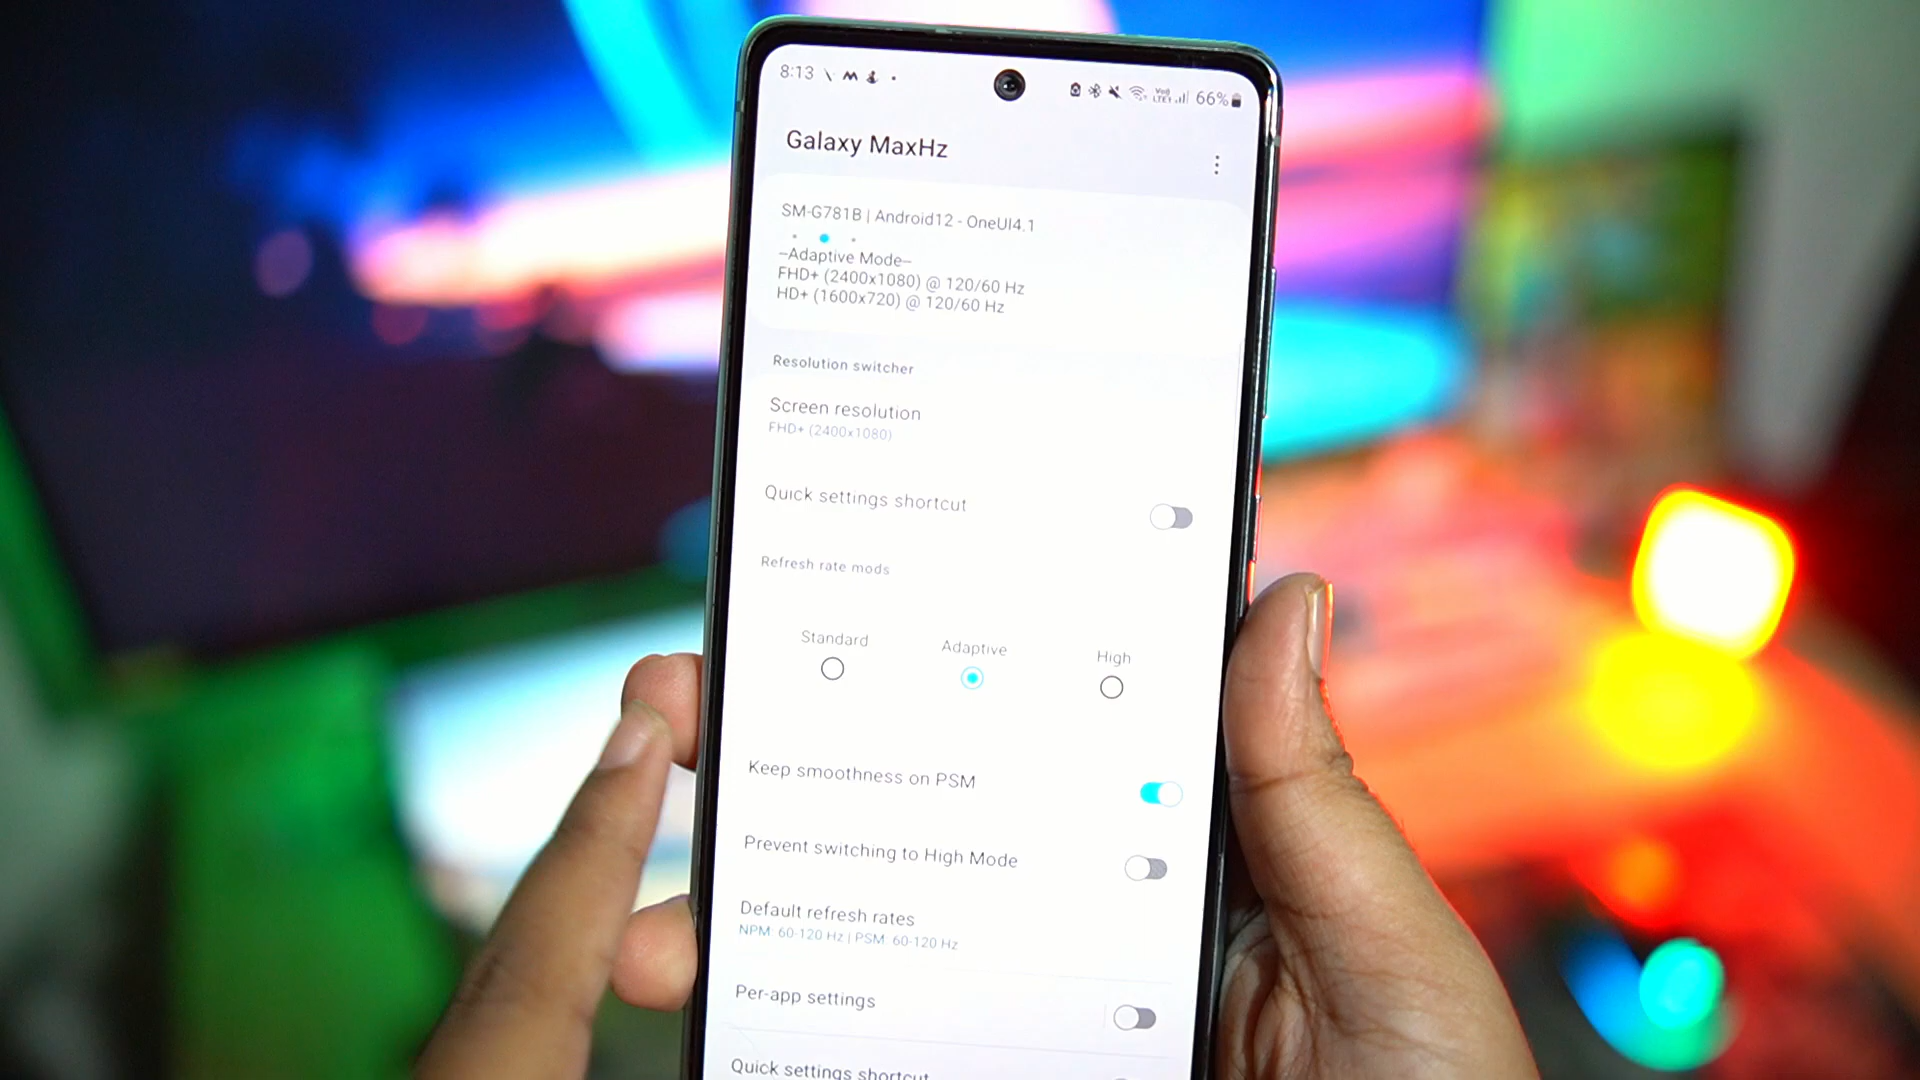 8:13
VoD
LTE1
66%
Galaxy MaxHz
SM-G781B | Android12 - OneUI4.1
--Adaptive Mode--
FHD+ (2400x1080) @ 120/60 Hz
HD+ (1600x720) @ 120/60 Hz
Resolution switcher
Screen resolution
FHD+ (2400x1080)
Quick settings shortcut
Refresh rate mods
Standard Adaptive High
Keep smoothness on PSM
Prevent switching to High Mode
Default refresh rates
NPM: 60-120 Hz | PSM: 60-120 Hz
Per-app settings
Quick settings shortcut